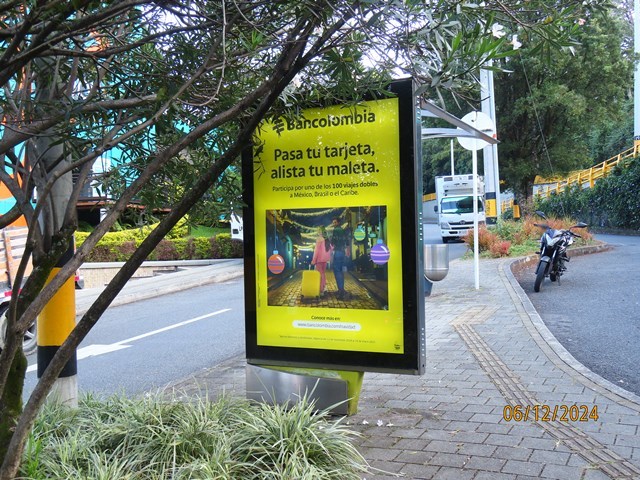 Bancolombia
Pasa tu tarjeta,
alista tu maleta.
Participa por uno de los 100 viajes dobles
a México, Brasil o el Caribe.
Conoce más en:
06/12/2024